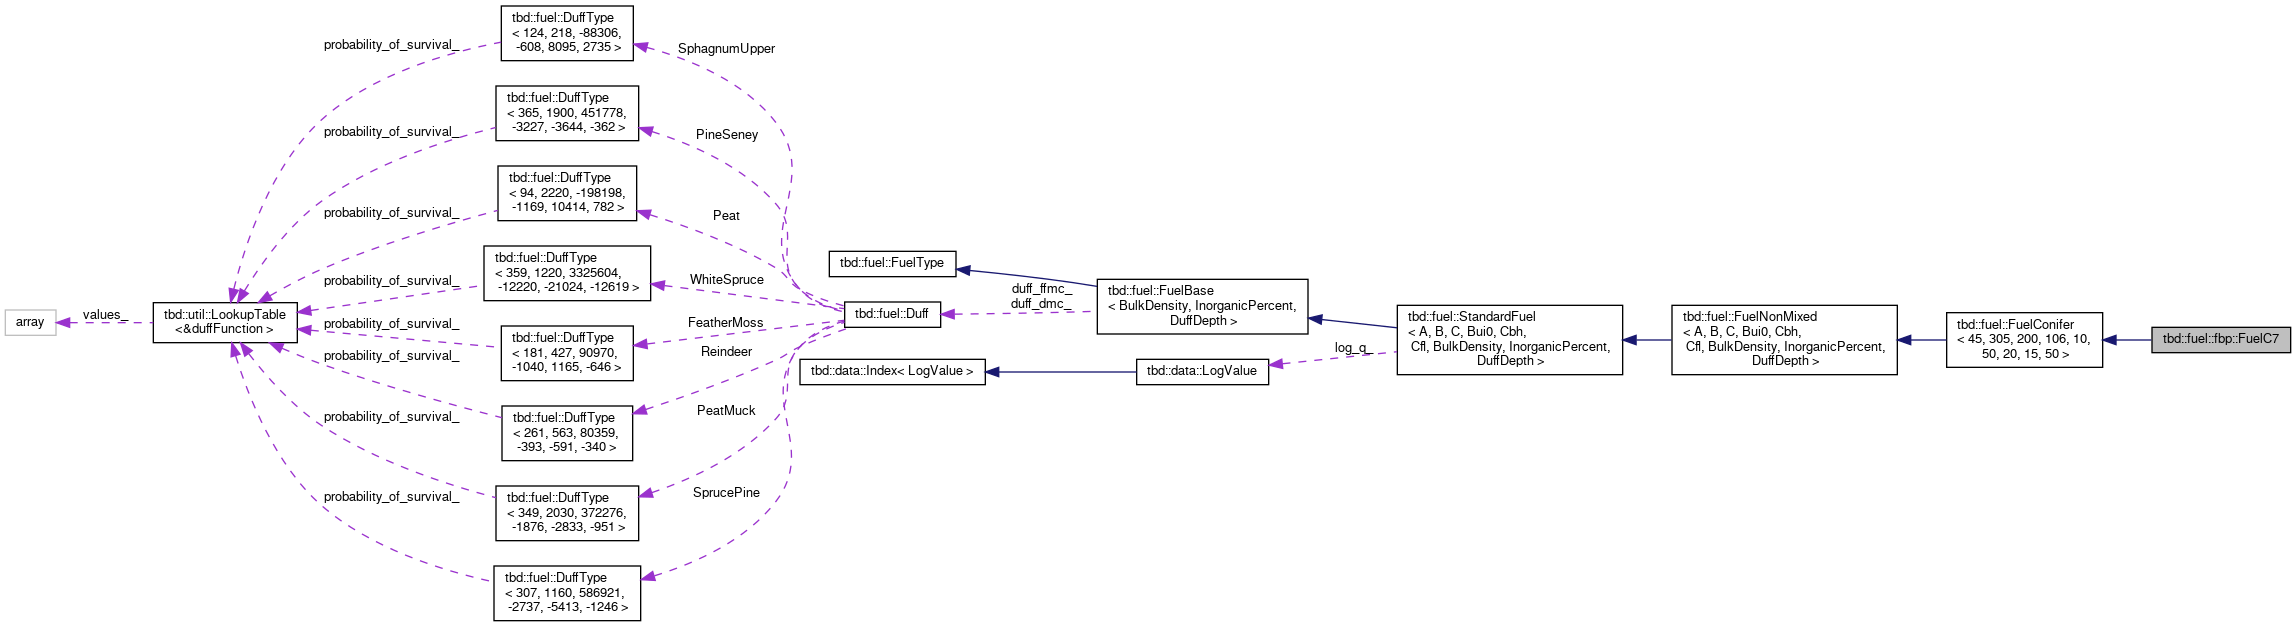 tbd::fuel::DuffType
< 124, 218, -88306,
-608, 8095, 2735 >
probability_of_survival_
SphagnumUpper
tbd::fuel::DuffType
< 365, 1900, 451778,
-3227, -3644, -362 >
probability_of_survival_
PineSeney
tbd::fuel::DuffType
< 94, 2220, -198198,
-1169, 10414, 782 >
probability_of_survival_
Peat
tbd::fuel::DuffType
< 359, 1220, 3325604,
-12220, -21024, -12619 >
probability_of_survival_
WhiteSpruce
tbd::fuel::FuelType
duff_ffmc_
duff_dmc_
tbd::fuel::FuelBase
< BulkDensity, InorganicPercent,
DuffDepth >
array
values_
tbd::util::LookupTable
<&duffFunction >
tbd::fuel::Duff
probability_of_survival_
tbd::fuel::DuffType
< 181, 427, 90970,
-1040, 1165, -646 >
FeatherMoss
tbd::fuel::StandardFuel
< A, B, C, Bui0, Cbh,
Cfl, BulkDensity, InorganicPercent,
DuffDepth >
tbd::fuel::FuelNonMixed
< A, B, C, Bui0, Cbh,
Cfl, BulkDensity, InorganicPercent,
DuffDepth >
tbd::fuel::FuelConifer
< 45, 305, 200, 106, 10,
50, 20, 15, 50 >
tbd::fuel::fbp::FuelC7
probability_of_survival_
Reindeer
log_q_
tbd::data::Index< LogValue >
tbd::data::LogValue
tbd::fuel::DuffType
< 261, 563, 80359,
-393, -591, -340 >
probability_of_survival_
PeatMuck
tbd::fuel::DuffType
< 349, 2030, 372276,
-1876, -2833, -951 >
probability_of_survival_
SprucePine
tbd::fuel::DuffType
< 307, 1160, 586921,
-2737, -5413, -1246 >